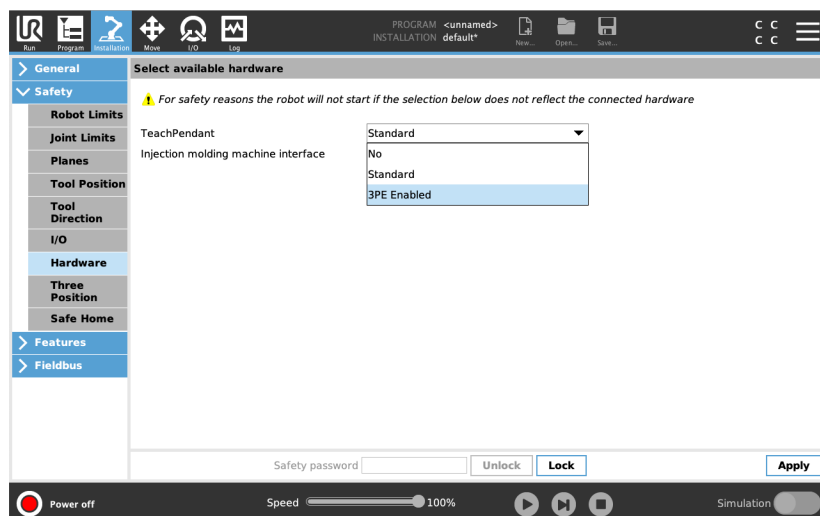 UR
PROGRAM <unnamed>
INSTALLATION default*
C C
C C
Run Program Installation Move I/O Log New... Open... Save...
General
Select available hardware
Safety
! For safety reasons the robot will not start if the selection below does not reflect the connected hardware
Robot Limits
Joint Limits
Planes
Tool Position
Tool
Direction
I/O
Hardware
Three
Position
Safe Home
Features
Fieldbus
TeachPendant Standard
Injection molding machine interface
No
Standard
3PE Enabled
Safety password Unlock Lock Apply
Power off Speed 100% Simulation